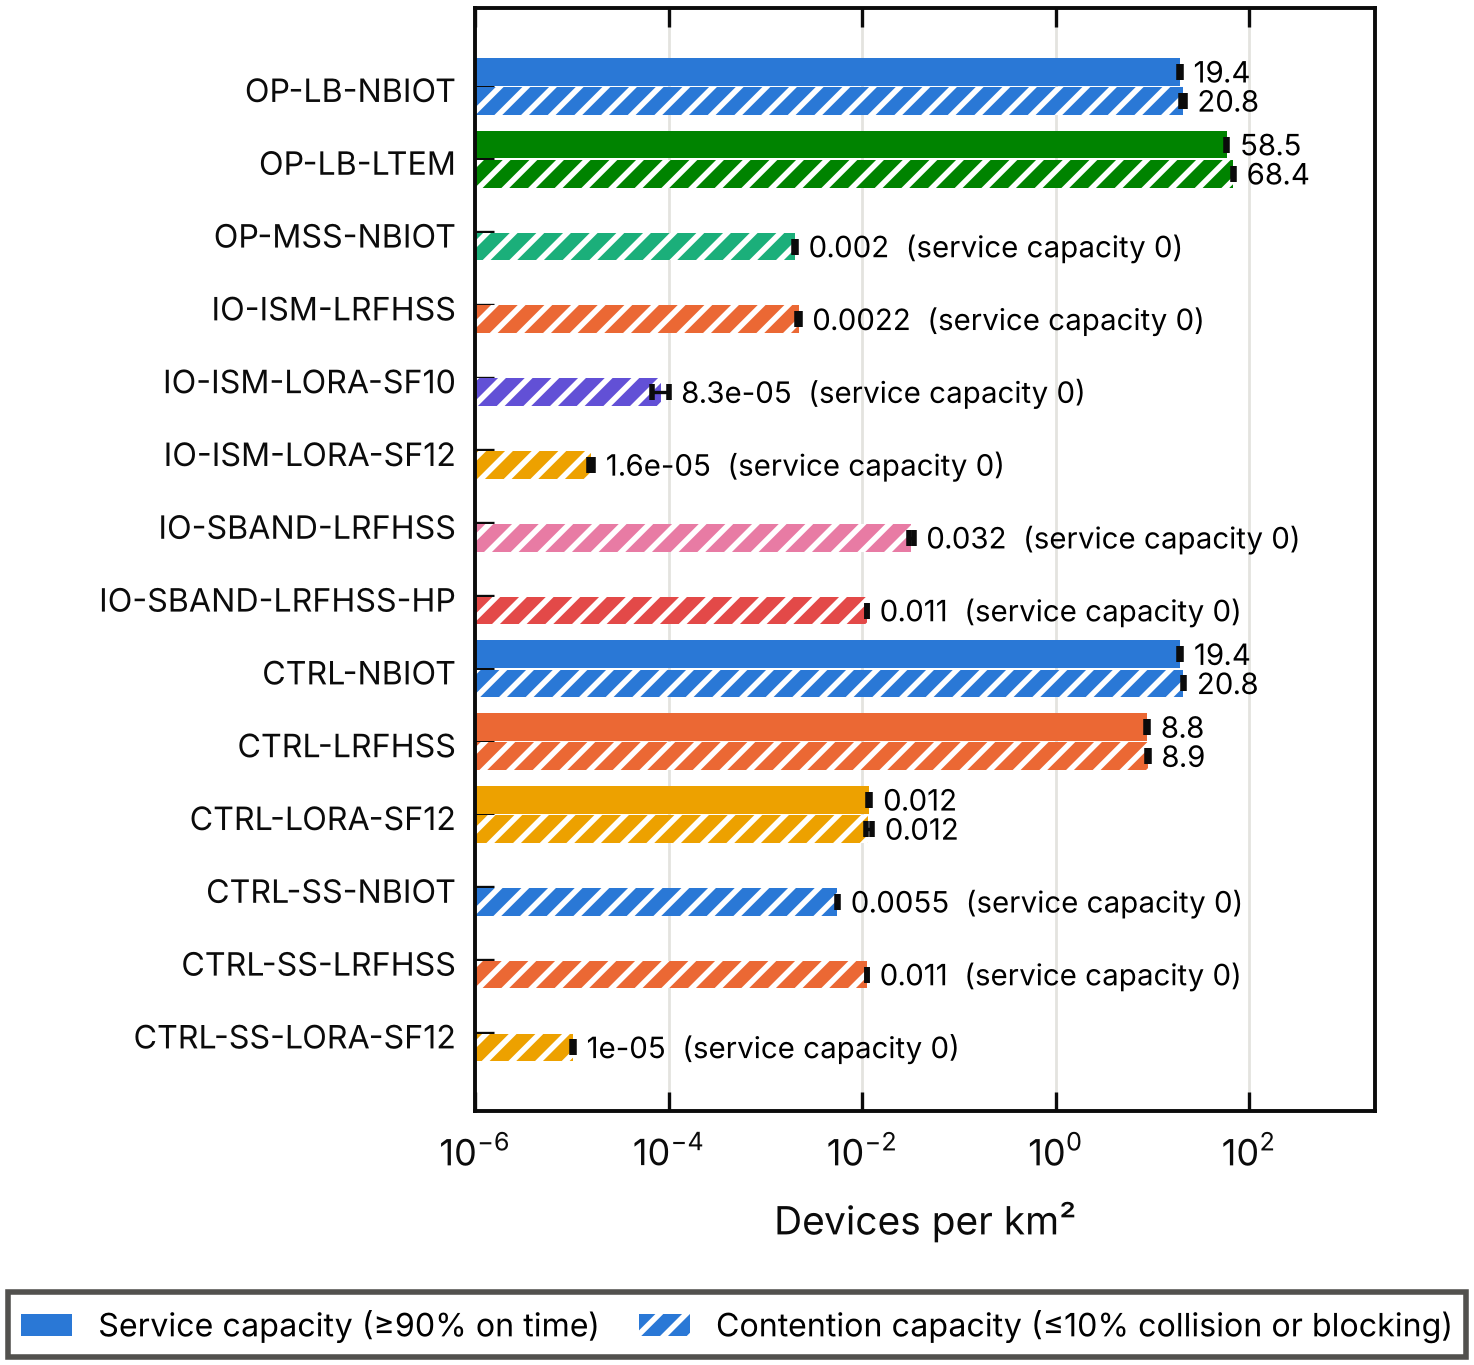 OP-LB-NBIOT
19.4
20.8
OP-LB-LTEM
58.5
68.4
OP-MSS-NBIOT
0.002 (service capacity 0)
IO-ISM-LRFHSS
0.0022 (service capacity 0)
IO-ISM-LORA-SF10
8.3e-05 (service capacity 0)
IO-ISM-LORA-SF12
1.6e-05 (service capacity 0)
IO-SBAND-LRFHSS
0.032 (service capacity 0)
IO-SBAND-LRFHSS-HP
0.011 (service capacity 0)
CTRL-NBIOT
19.4
20.8
CTRL-LRFHSS
8.8
8.9
CTRL-LORA-SF12
0.012
0.012
CTRL-SS-NBIOT
0.0055 (service capacity 0)
CTRL-SS-LRFHSS
0.011 (service capacity 0)
CTRL-SS-LORA-SF12
1e-05 (service capacity 0)
10⁻⁶ 10⁻⁴ 10⁻² 10⁰ 10²
Devices per km²
Service capacity (≥90% on time) Contention capacity (≤10% collision or blocking)